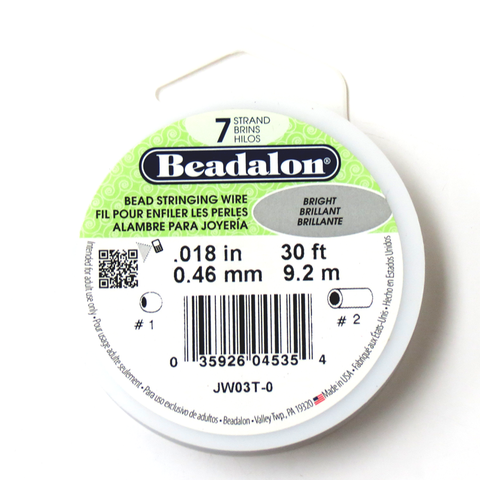 7 STRAND
BRINS
HILOS
Beadalon®
BEAD STRINGING WIRE
FIL POUR ENFILER LES PERLES
ALAMBRE PARA JOYERÍA
BRIGHT
BRILLANT
BRILLANTE
.018 in 30 ft
0.46 mm 9.2 m
# 1
# 2
0 35926 04535 4
JW03T-0
Intended for adult use only. • Pour usage adulte seulement. • Para uso exclusivo de adultos. • Beadalon • Valley Twp., PA 19320 Made in USA • Fabriqué aux États-Unis • Hecho en Estados Unidos